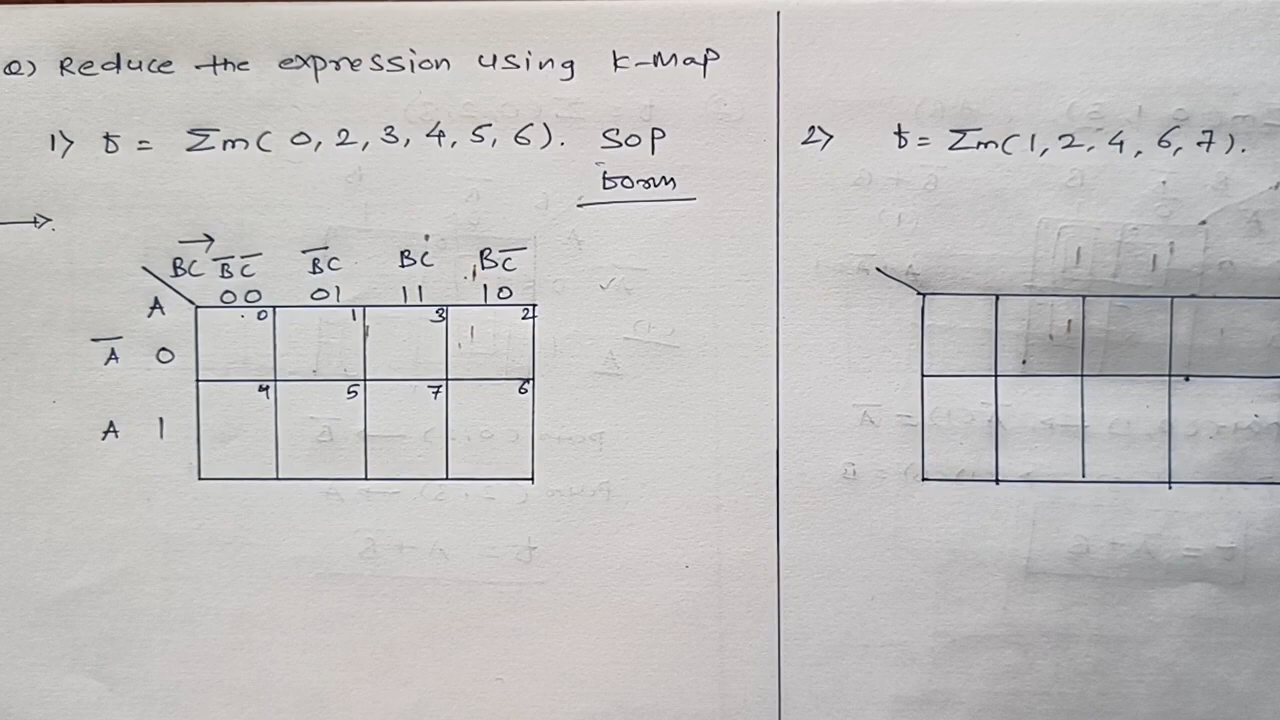 Q) Reduce the expression using K-Map
1) f = Σm( 0, 2, 3, 4, 5, 6). SOP
form
→.
→
BC B̅C̅ B̅C BC BC̅
00 01 11 10
A
0 1 3 2
A̅ 0
4 5 7 6
A 1
2) f = Σm( 1, 2, 4, 6, 7).